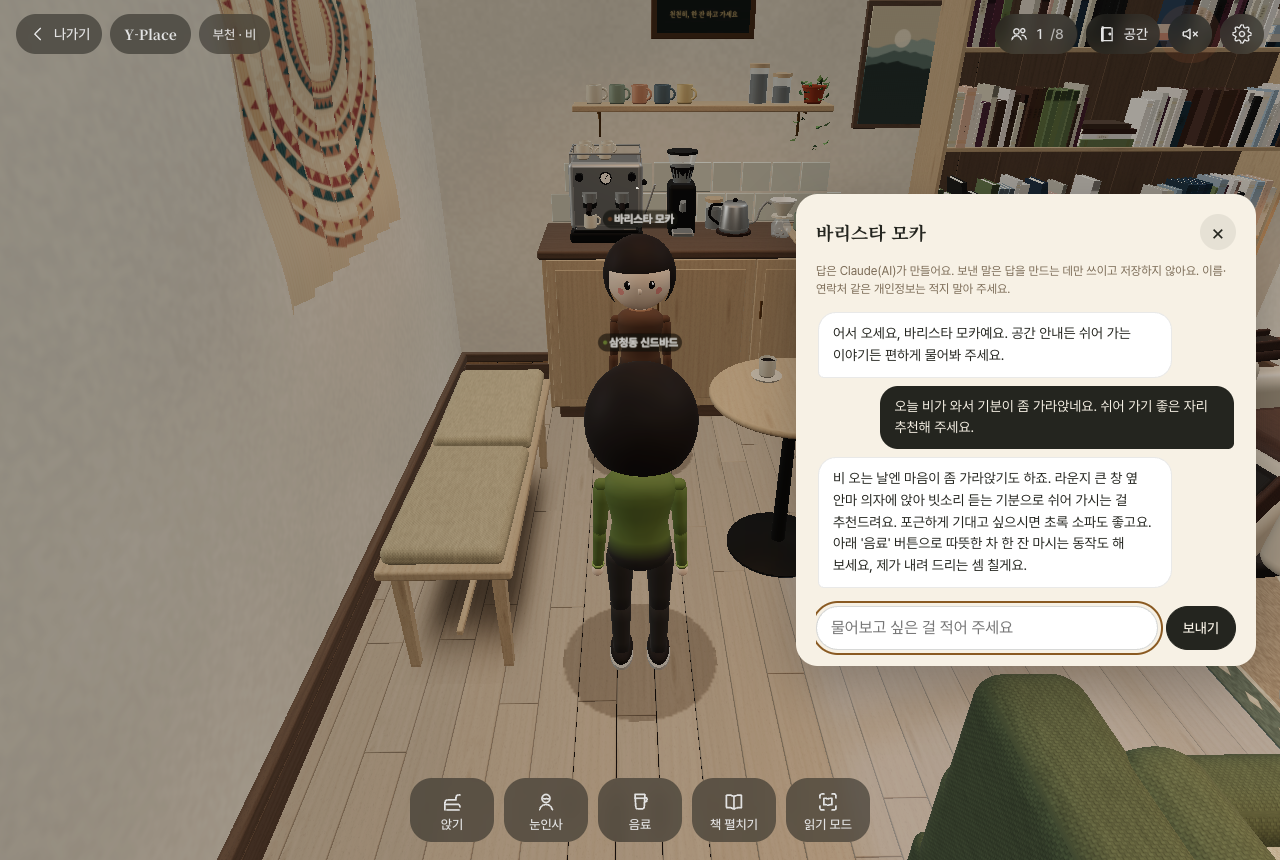 나가기
Y-Place
부천 · 비
천천히, 한 잔 하고 가세요
1 /8
공간
바리스타 모카
삼청동 신드바드
바리스타 모카
답은 Claude(AI)가 만들어요. 보낸 말은 답을 만드는 데만 쓰이고 저장하지 않아요. 이름·
연락처 같은 개인정보는 적지 말아 주세요.
어서 오세요, 바리스타 모카예요. 공간 안내든 쉬어 가는
이야기든 편하게 물어봐 주세요.
오늘 비가 와서 기분이 좀 가라앉네요. 쉬어 가기 좋은 자리
추천해 주세요.
비 오는 날엔 마음이 좀 가라앉기도 하죠. 라운지 큰 창 옆
안마 의자에 앉아 빗소리 듣는 기분으로 쉬어 가시는 걸
추천드려요. 포근하게 기대고 싶으시면 초록 소파도 좋고요.
아래 '음료' 버튼으로 따뜻한 차 한 잔 마시는 동작도 해
보세요, 제가 내려 드리는 셈 칠게요.
물어보고 싶은 걸 적어 주세요
보내기
앉기
눈인사
음료
책 펼치기
읽기 모드